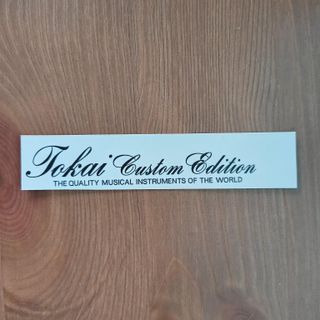 Tokai Custom Edition
THE QUALITY MUSICAL INSTRUMENTS OF THE WORLD